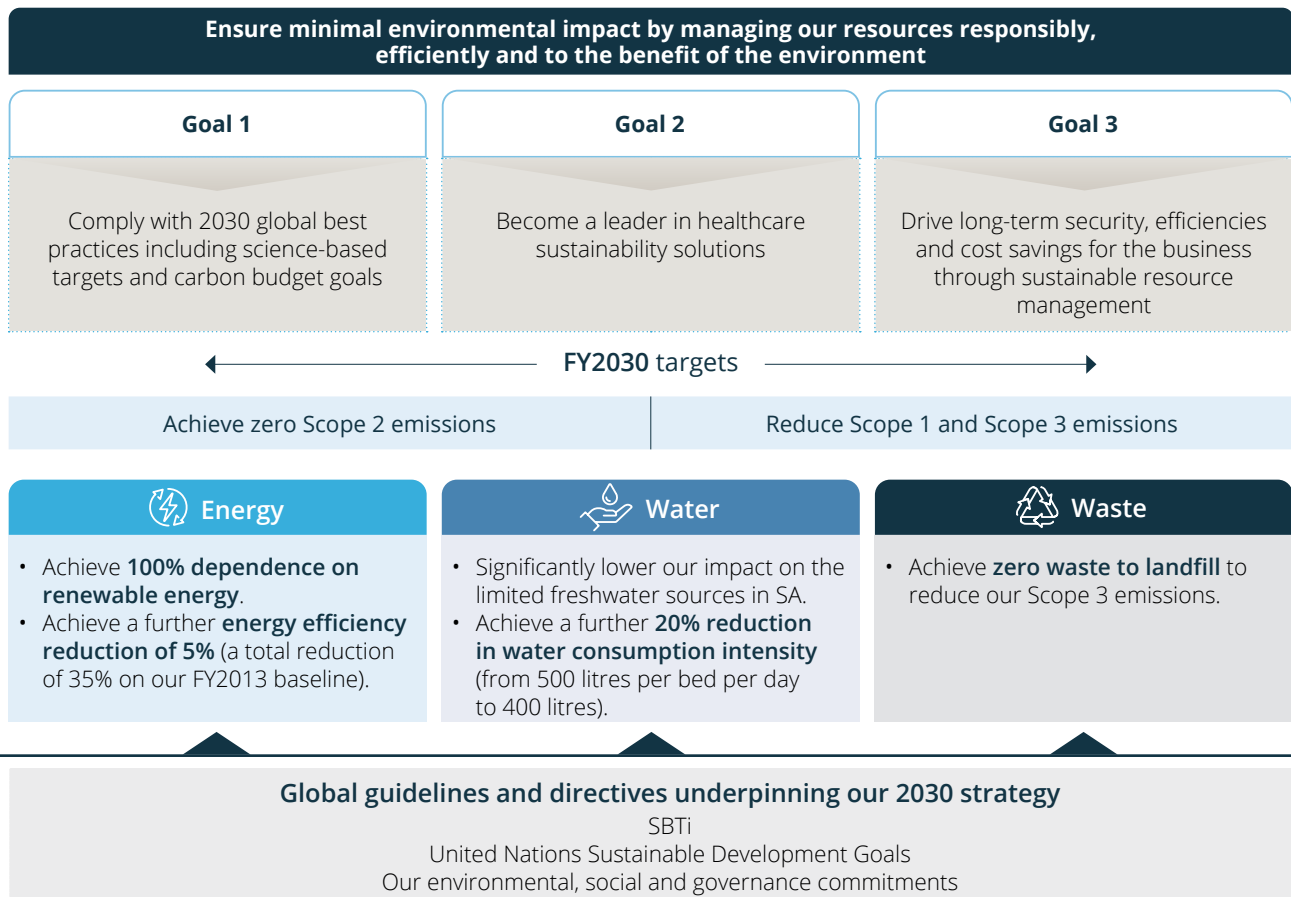 Ensure minimal environmental impact by managing our resources responsibly,
efficiently and to the benefit of the environment
Goal 1
Comply with 2030 global best
practices including science-based
targets and carbon budget goals
Goal 2
Become a leader in healthcare
sustainability solutions
Goal 3
Drive long-term security, efficiencies
and cost savings for the business
through sustainable resource
management
FY2030 targets
Achieve zero Scope 2 emissions
Reduce Scope 1 and Scope 3 emissions
Energy
• Achieve 100% dependence on
renewable energy.
• Achieve a further energy efficiency
reduction of 5% (a total reduction
of 35% on our FY2013 baseline).
Water
• Significantly lower our impact on the
limited freshwater sources in SA.
• Achieve a further 20% reduction
in water consumption intensity
(from 500 litres per bed per day
to 400 litres).
Waste
• Achieve zero waste to landfill to
reduce our Scope 3 emissions.
Global guidelines and directives underpinning our 2030 strategy
SBTi
United Nations Sustainable Development Goals
Our environmental, social and governance commitments